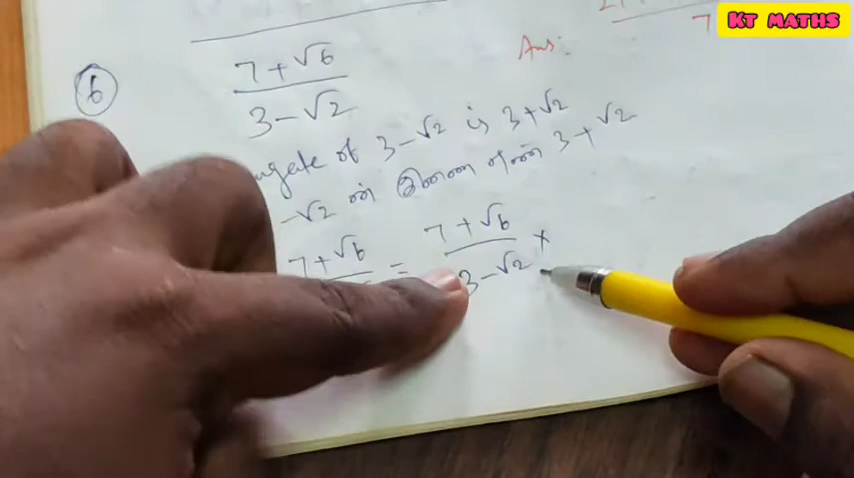 KT MATHS
Ans:
6
7+√6
3-√2
of 3-√2 is 3+√2
-√2 ன் இணை எண் 3+√2
7+√6 = 7+√6 ×
3-√2